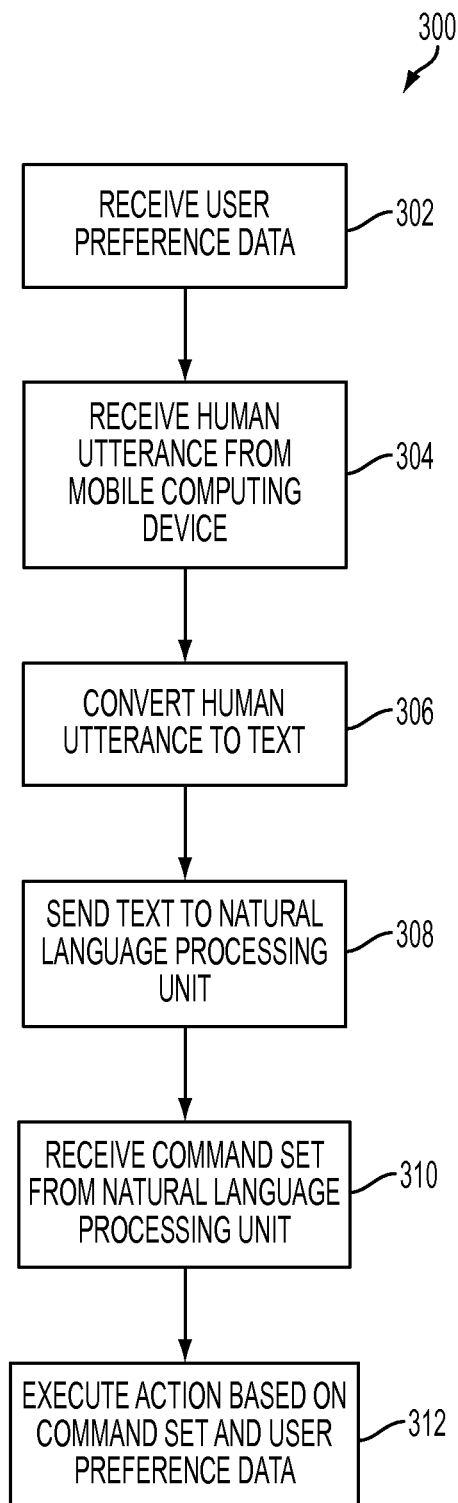 300
RECEIVE USER
PREFERENCE DATA
302
RECEIVE HUMAN
UTTERANCE FROM
MOBILE COMPUTING
DEVICE
304
CONVERT HUMAN
UTTERANCE TO TEXT
306
SEND TEXT TO NATURAL
LANGUAGE PROCESSING
UNIT
308
RECEIVE COMMAND SET
FROM NATURAL LANGUAGE
PROCESSING UNIT
310
EXECUTE ACTION BASED ON
COMMAND SET AND USER
PREFERENCE DATA
312